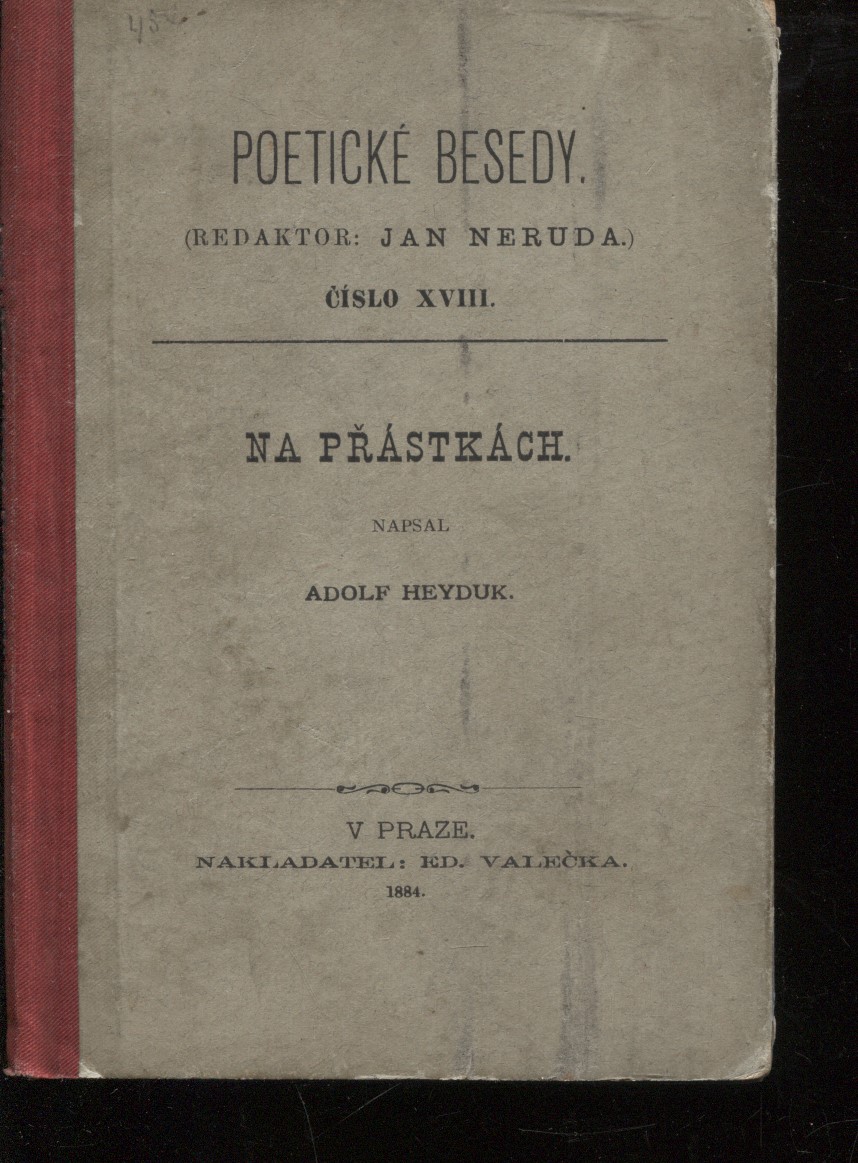 POETICKÉ BESEDY.
(REDAKTOR: JAN NERUDA.)
ČÍSLO XVIII.
NA PŘÁSTKÁCH.
NAPSAL
ADOLF HEYDUK.
V PRAZE.
NAKLADATEL: ED. VALEČKA.
1884.